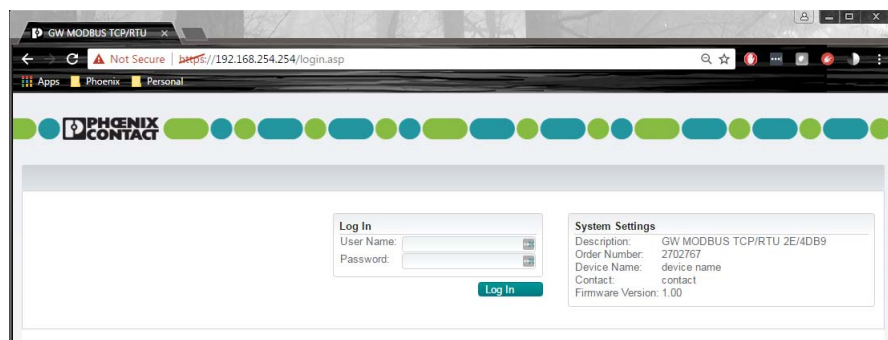 GW MODBUS TCP/RTU
Not Secure | https://192.168.254.254/login.asp
Apps Phoenix Personal
PHŒNIX
CONTACT
Log In
User Name:
Password:
Log In
System Settings
Description: GW MODBUS TCP/RTU 2E/4DB9
Order Number: 2702767
Device Name: device name
Contact: contact
Firmware Version: 1.00